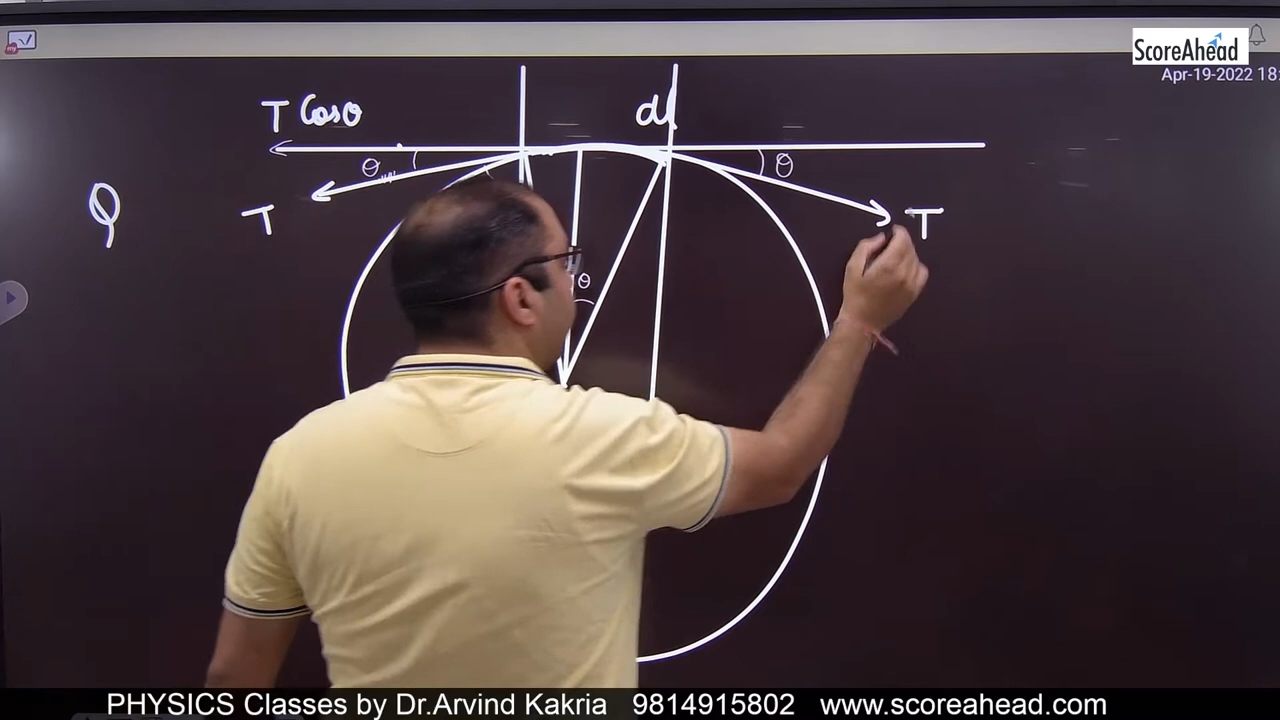 ScoreAhead
Apr-19-2022 18:
T Cosθ
dl
θ
θ
Q
T
T
θ
PHYSICS Classes by Dr.Arvind Kakria 9814915802 www.scoreahead.com